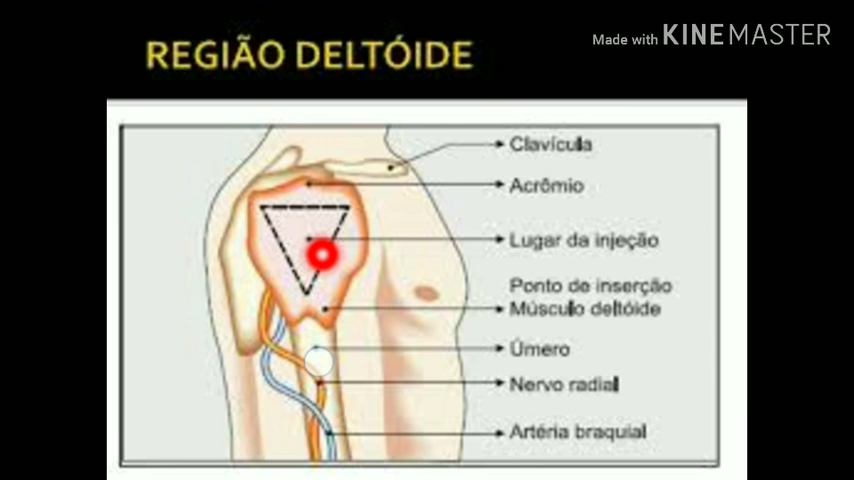 REGIÃO DELTÓIDE
Made with KINEMASTER
Clavícula
Acrômio
Lugar da injeção
Ponto de inserção
Músculo deltóide
Úmero
Nervo radial
Artéria braquial